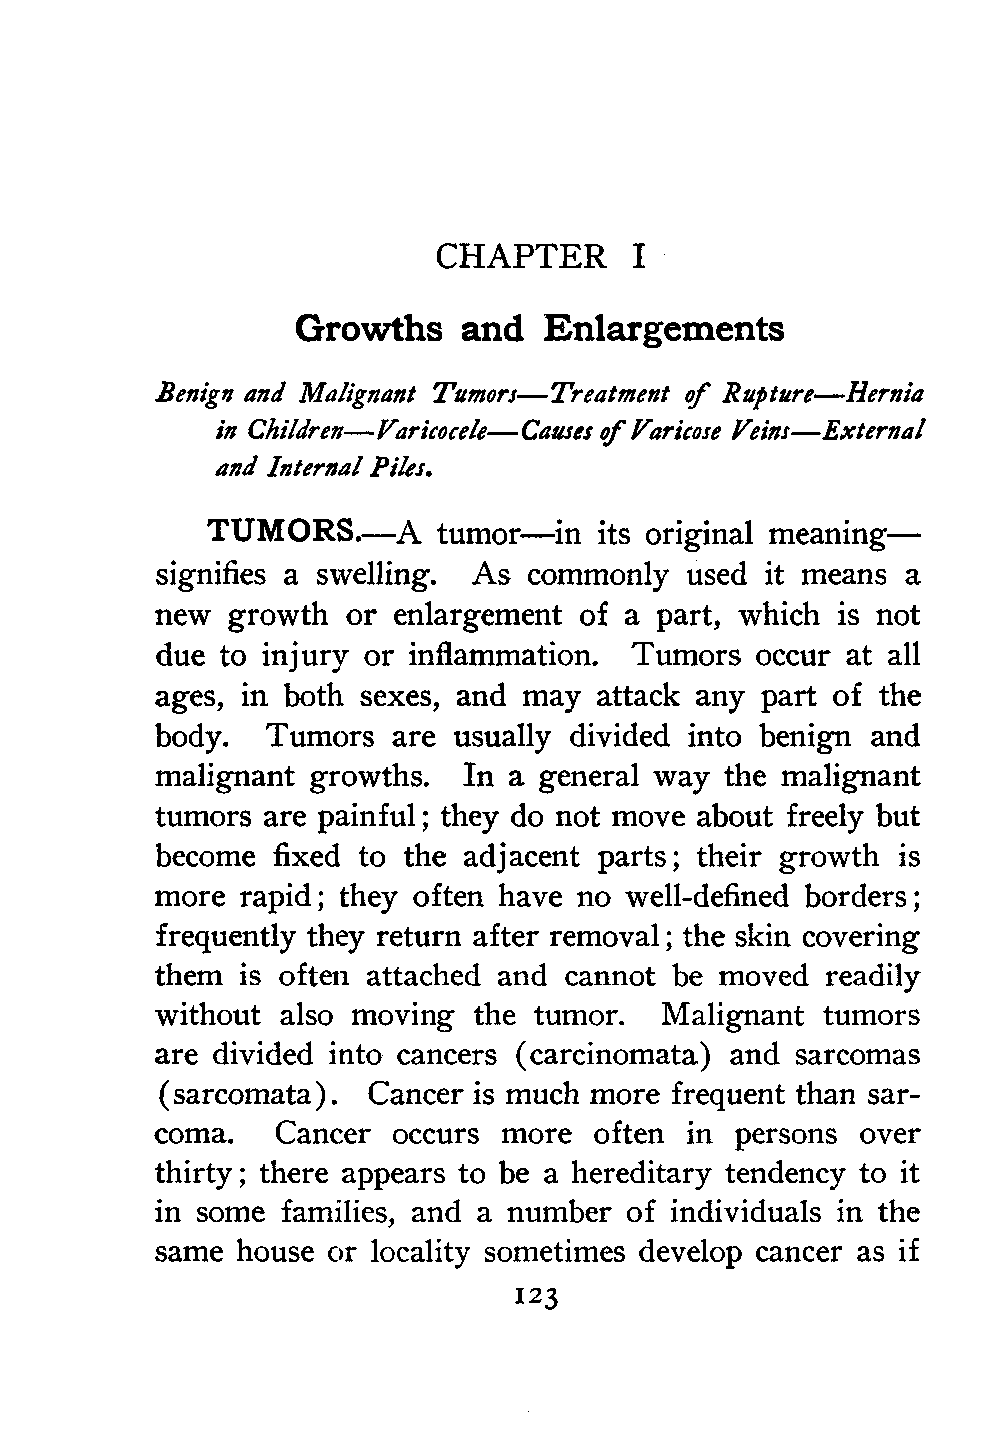 CHAPTER I
Growths and Enlargements
Benign and Malignant Tumors—Treatment of Rupture—Hernia
in Children—Varicocele—Causes of Varicose Veins—External
and Internal Piles.
TUMORS.—A tumor—in its original meaning—
signifies a swelling. As commonly used it means a
new growth or enlargement of a part, which is not
due to injury or inflammation. Tumors occur at all
ages, in both sexes, and may attack any part of the
body. Tumors are usually divided into benign and
malignant growths. In a general way the malignant
tumors are painful; they do not move about freely but
become fixed to the adjacent parts; their growth is
more rapid; they often have no well-defined borders;
frequently they return after removal; the skin covering
them is often attached and cannot be moved readily
without also moving the tumor. Malignant tumors
are divided into cancers (carcinomata) and sarcomas
(sarcomata). Cancer is much more frequent than sar-
coma. Cancer occurs more often in persons over
thirty; there appears to be a hereditary tendency to it
in some families, and a number of individuals in the
same house or locality sometimes develop cancer as if
123